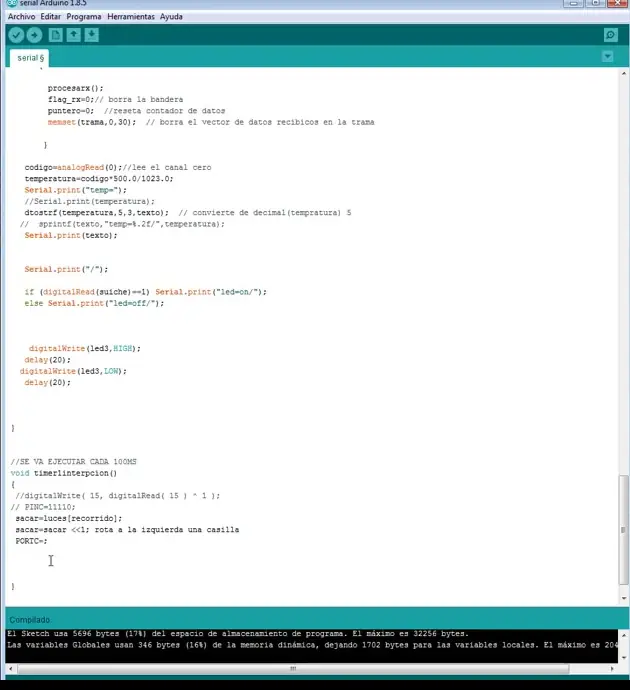 serial Arduino 1.8.5
Archivo Editar Programa Herramientas Ayuda
serial §
procesarx();
flag_rx=0;// borra la bandera
puntero=0;  //reseta contador de datos
memset(trama,0,30);  // borra el vector de datos recibicos en la trama
}
codigo=analogRead(0);//lee el canal cero
temperatura=codigo*500.0/1023.0;
Serial.print("temp=");
//Serial.print(temperatura);
dtostrf(temperatura,5,3,texto);  // convierte de decimal(tempratura) 5
//  sprintf(texto,"temp=%.2f/",temperatura);
Serial.print(texto);
Serial.print("/");
if (digitalRead(suiche)==1) Serial.print("led=on/");
else Serial.print("led=off/");
digitalWrite(led3,HIGH);
delay(20);
digitalWrite(led3,LOW);
delay(20);
}
//SE VA EJECUTAR CADA 100MS
void timer1interpcion()
{
//digitalWrite( 15, digitalRead( 15 ) ^ 1 );
// PINC=11110;
sacar=luces[recorrido];
sacar=sacar <<1; rota a la izquierda una casilla
PORTC=;
}
Compilado
El Sketch usa 5696 bytes (17%) del espacio de almacenamiento de programa. El máximo es 32256 bytes.
Las variables Globales usan 346 bytes (16%) de la memoria dinámica, dejando 1702 bytes para las variables locales. El máximo es 204